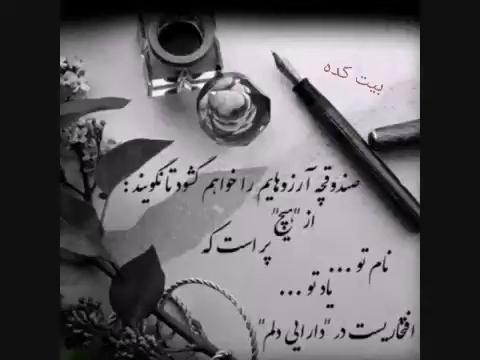 بیت کده
صندوقچه آرزوهایم را خواهم گشود تا نگویند :
از "هیچ"
پر است که
نام تو ...
یاد تو ...
افتخاریست در "دارایی دلم"